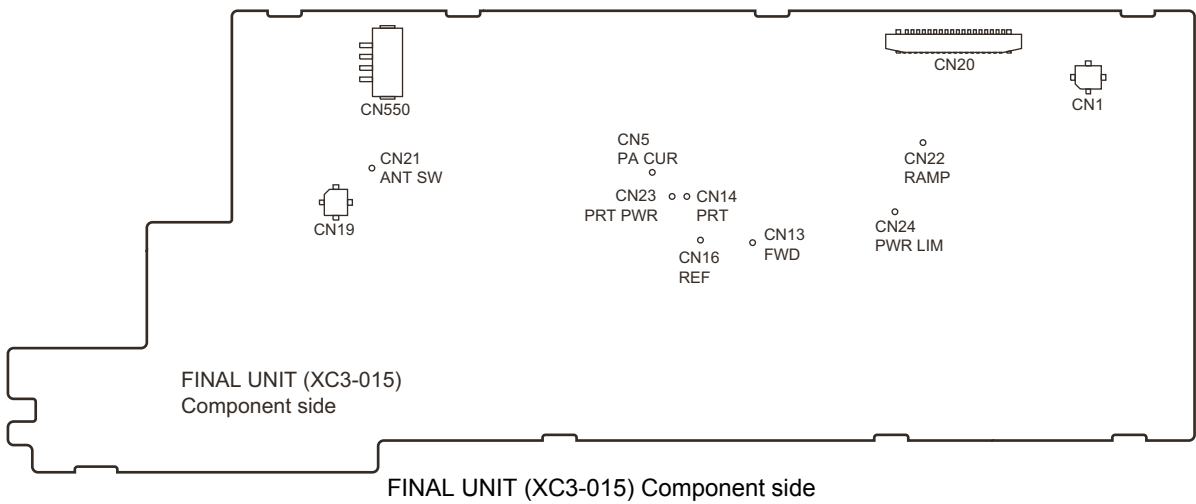 CN20
CN1
CN550
CN21
ANT SW
CN19
CN5
PA CUR
CN23
PRT PWR
CN14
PRT
CN16
REF
CN13
FWD
CN22
RAMP
CN24
PWR LIM
FINAL UNIT (XC3-015)
Component side
FINAL UNIT (XC3-015) Component side